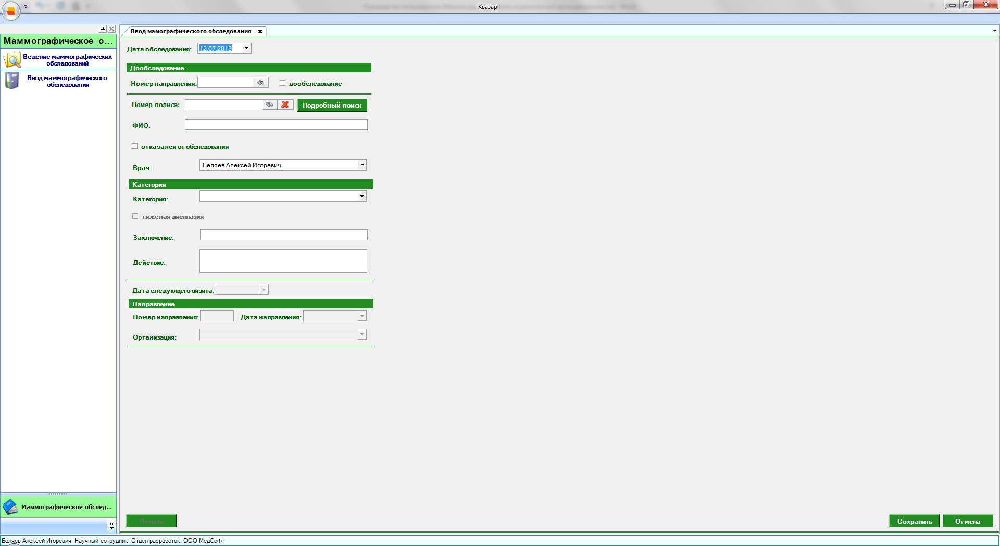 Квазар
Маммографическое о...
Ведение маммографических
обследований
Ввод маммографического
обследования
Ввод мамографического обследования
Дата обследования: 12.07.2013
Дообследование
Номер направления: дообследование
Номер полиса: Подробный поиск
ФИО:
отказался от обследования
Врач: Беляев Алексей Игоревич
Категория
Категория:
тяжелая дисплазия
Заключение:
Действие:
Дата следующего визита:
Направление
Номер направления: Дата направления:
Организация:
Маммографическое обслед...
Печать Сохранить Отмена
Беляев Алексей Игоревич, Научный сотрудник, Отдел разработок, ООО МедСофт